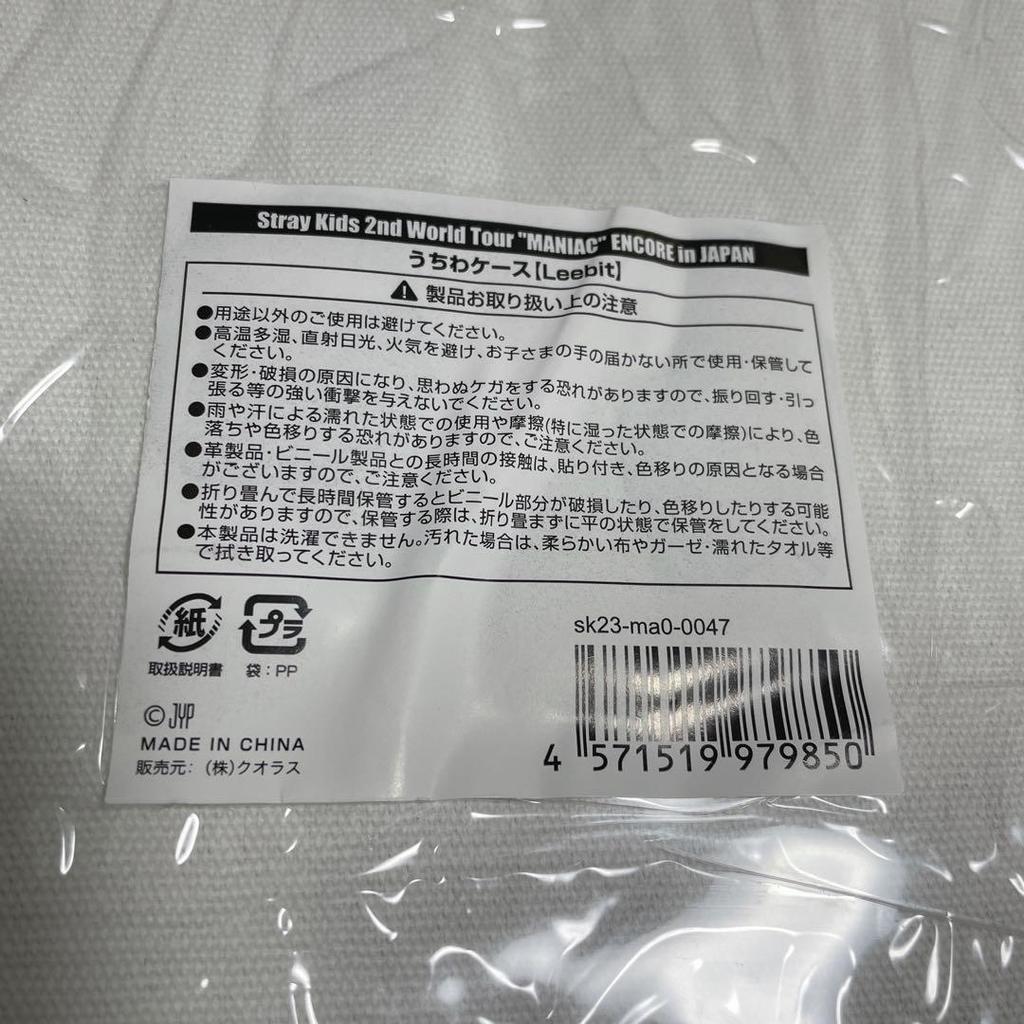 Stray Kids 2nd World Tour "MANIAC" ENCORE in JAPAN
うちわケース【Leebit】
製品お取り扱い上の注意
●用途以外のご使用は避けてください。
●高温多湿、直射日光、火気を避け、お子さまの手の届かない所で使用・保管して
ください。
●変形・破損の原因になり、思わぬケガをする恐れがありますので、振り回す・引っ
張る等の強い衝撃を与えないでください。
●雨や汗による濡れた状態での使用や摩擦(特に湿った状態での摩擦)により、色
落ちや色移りする恐れがありますので、ご注意ください。
●革製品・ビニール製品との長時間の接触は、貼り付き、色移りの原因となる場合
がございますので、ご注意ください。
●折り畳んで長時間保管するとビニール部分が破損したり、色移りしたりする可能
性がありますので、保管する際は、折り畳まずに平の状態で保管をしてください。
●本製品は洗濯できません。汚れた場合は、柔らかい布やガーゼ・濡れたタオル等
で拭き取ってください。
紙 プラ
取扱説明書 袋：PP
sk23-ma0-0047
4 571519 979850
© JYP
MADE IN CHINA
販売元：(株)クオラス